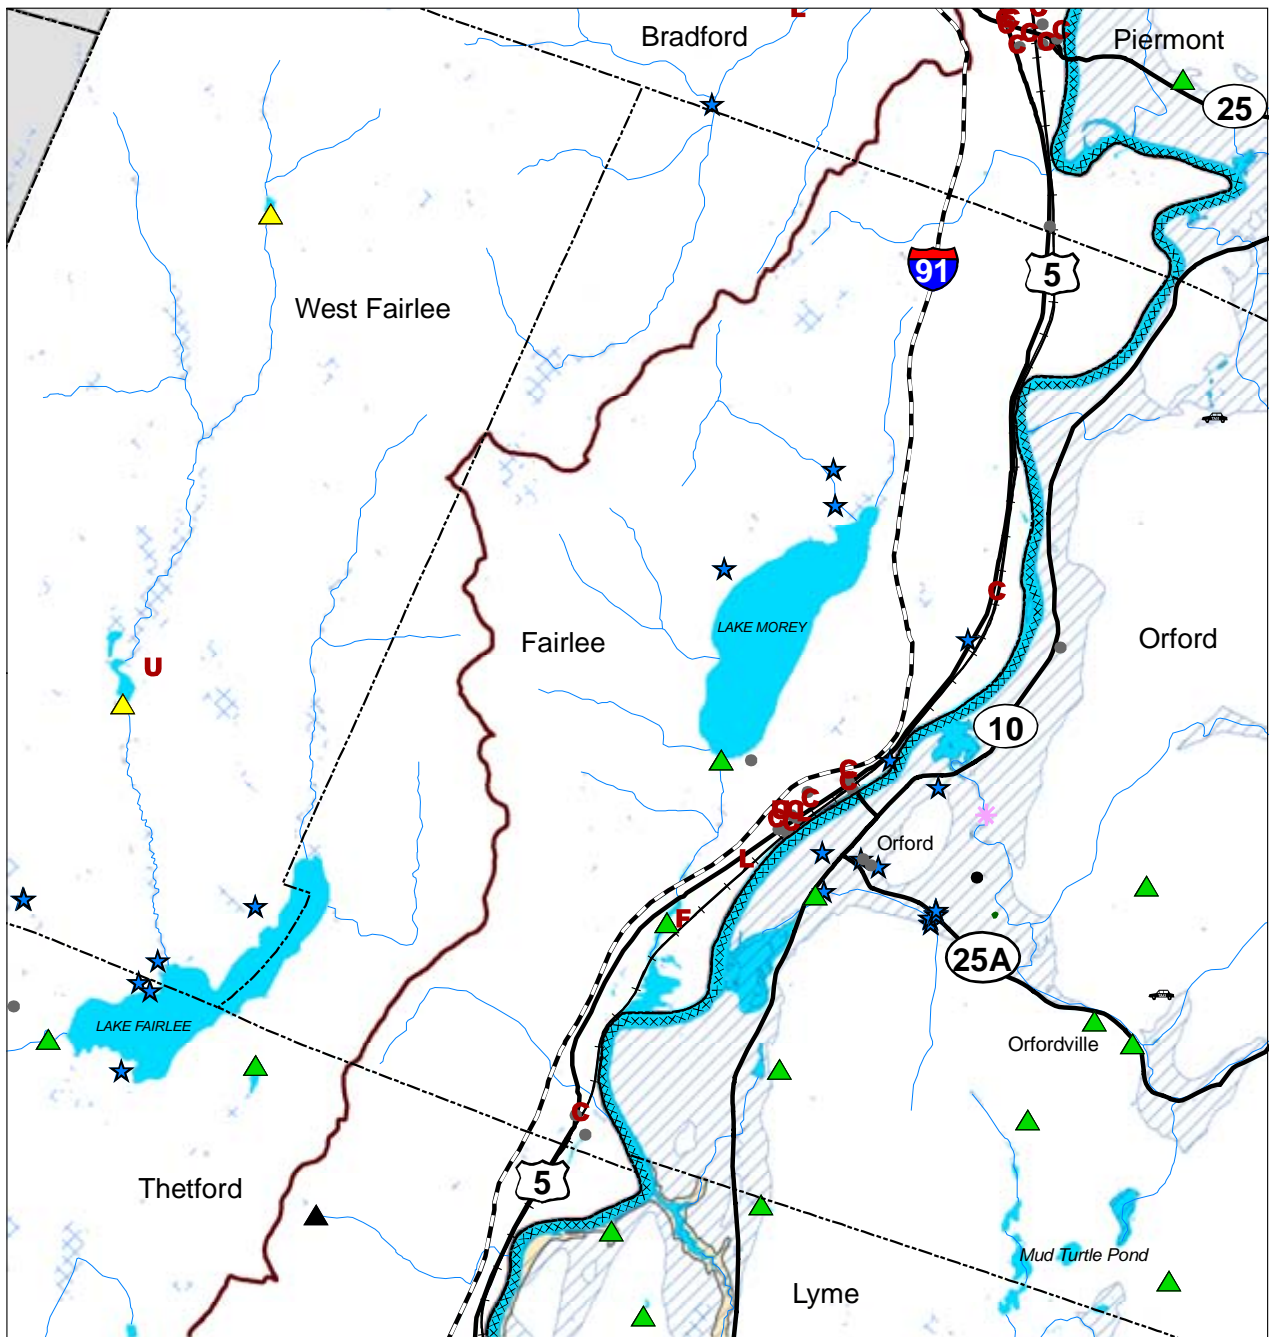 L
C
C
C
C
C
C
C
Bradford
Piermont
25
West Fairlee
91
5
C
LAKE MOREY
Fairlee
Orford
U
10
C
C
C
U
C
C
L
Orford
F
25A
LAKE FAIRLEE
Orfordville
C
5
Thetford
Mud Turtle Pond
Lyme